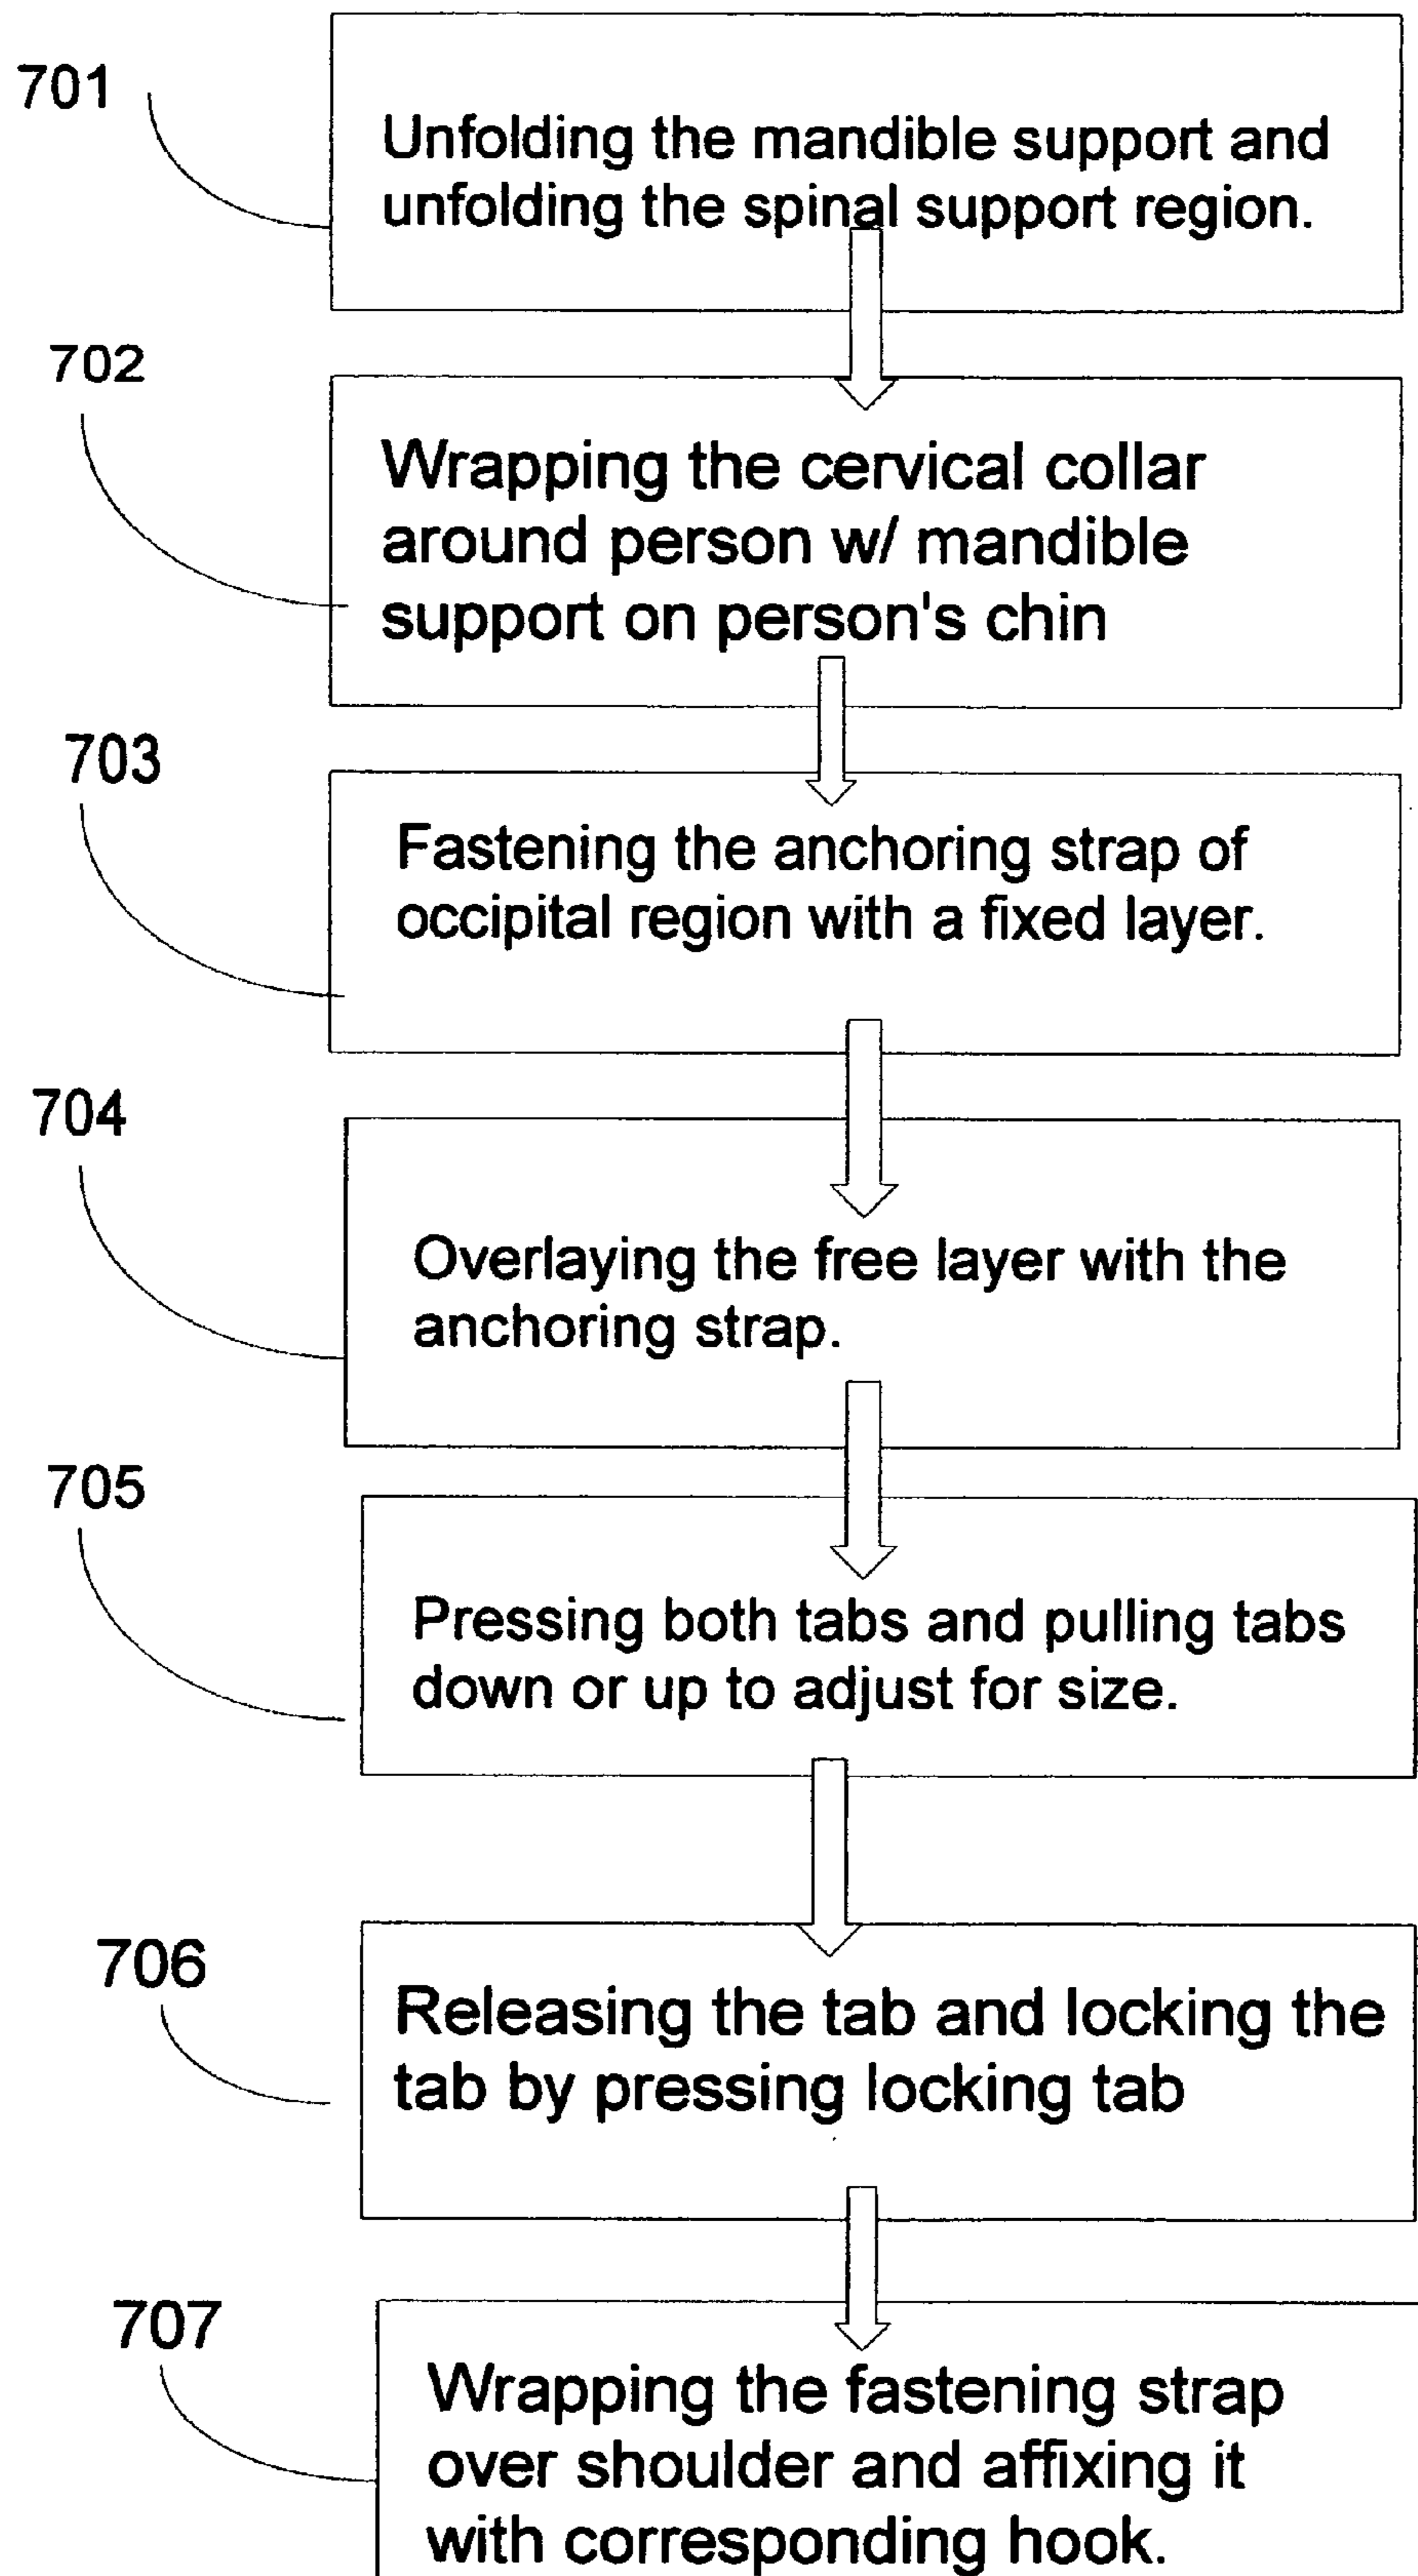 701
Unfolding the mandible support and
unfolding the spinal support region.
702
Wrapping the cervical collar
around person w/ mandible
support on person's chin
703
Fastening the anchoring strap of
occipital region with a fixed layer.
704
Overlaying the free layer with the
anchoring strap.
705
Pressing both tabs and pulling tabs
down or up to adjust for size.
706
Releasing the tab and locking the
tab by pressing locking tab
707
Wrapping the fastening strap
over shoulder and affixing it
with corresponding hook.